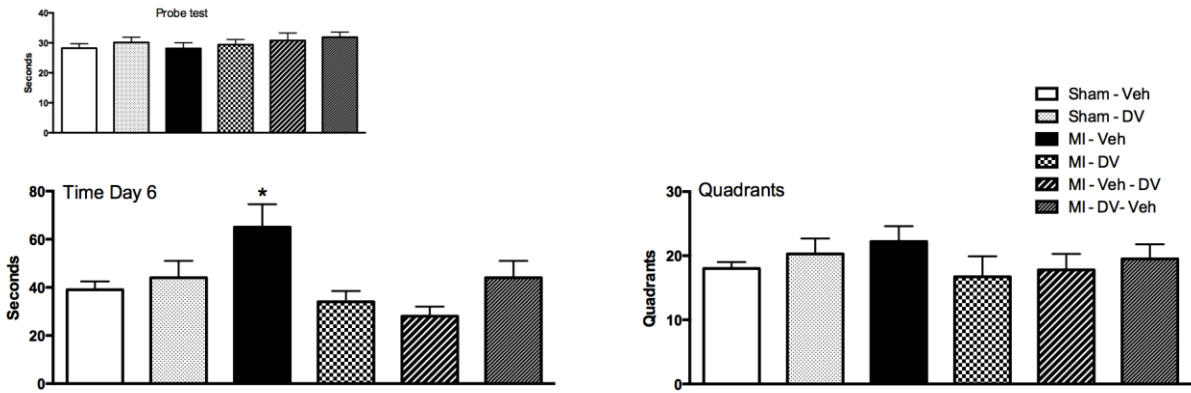 Probe test
40
30
20
10
0
Seconds
Sham - Veh
Sham - DV
MI - Veh
MI - DV
MI - Veh - DV
MI - DV- Veh
Time Day 6
*
80
60
40
20
0
Seconds
Quadrants
30
20
10
0
Quadrants